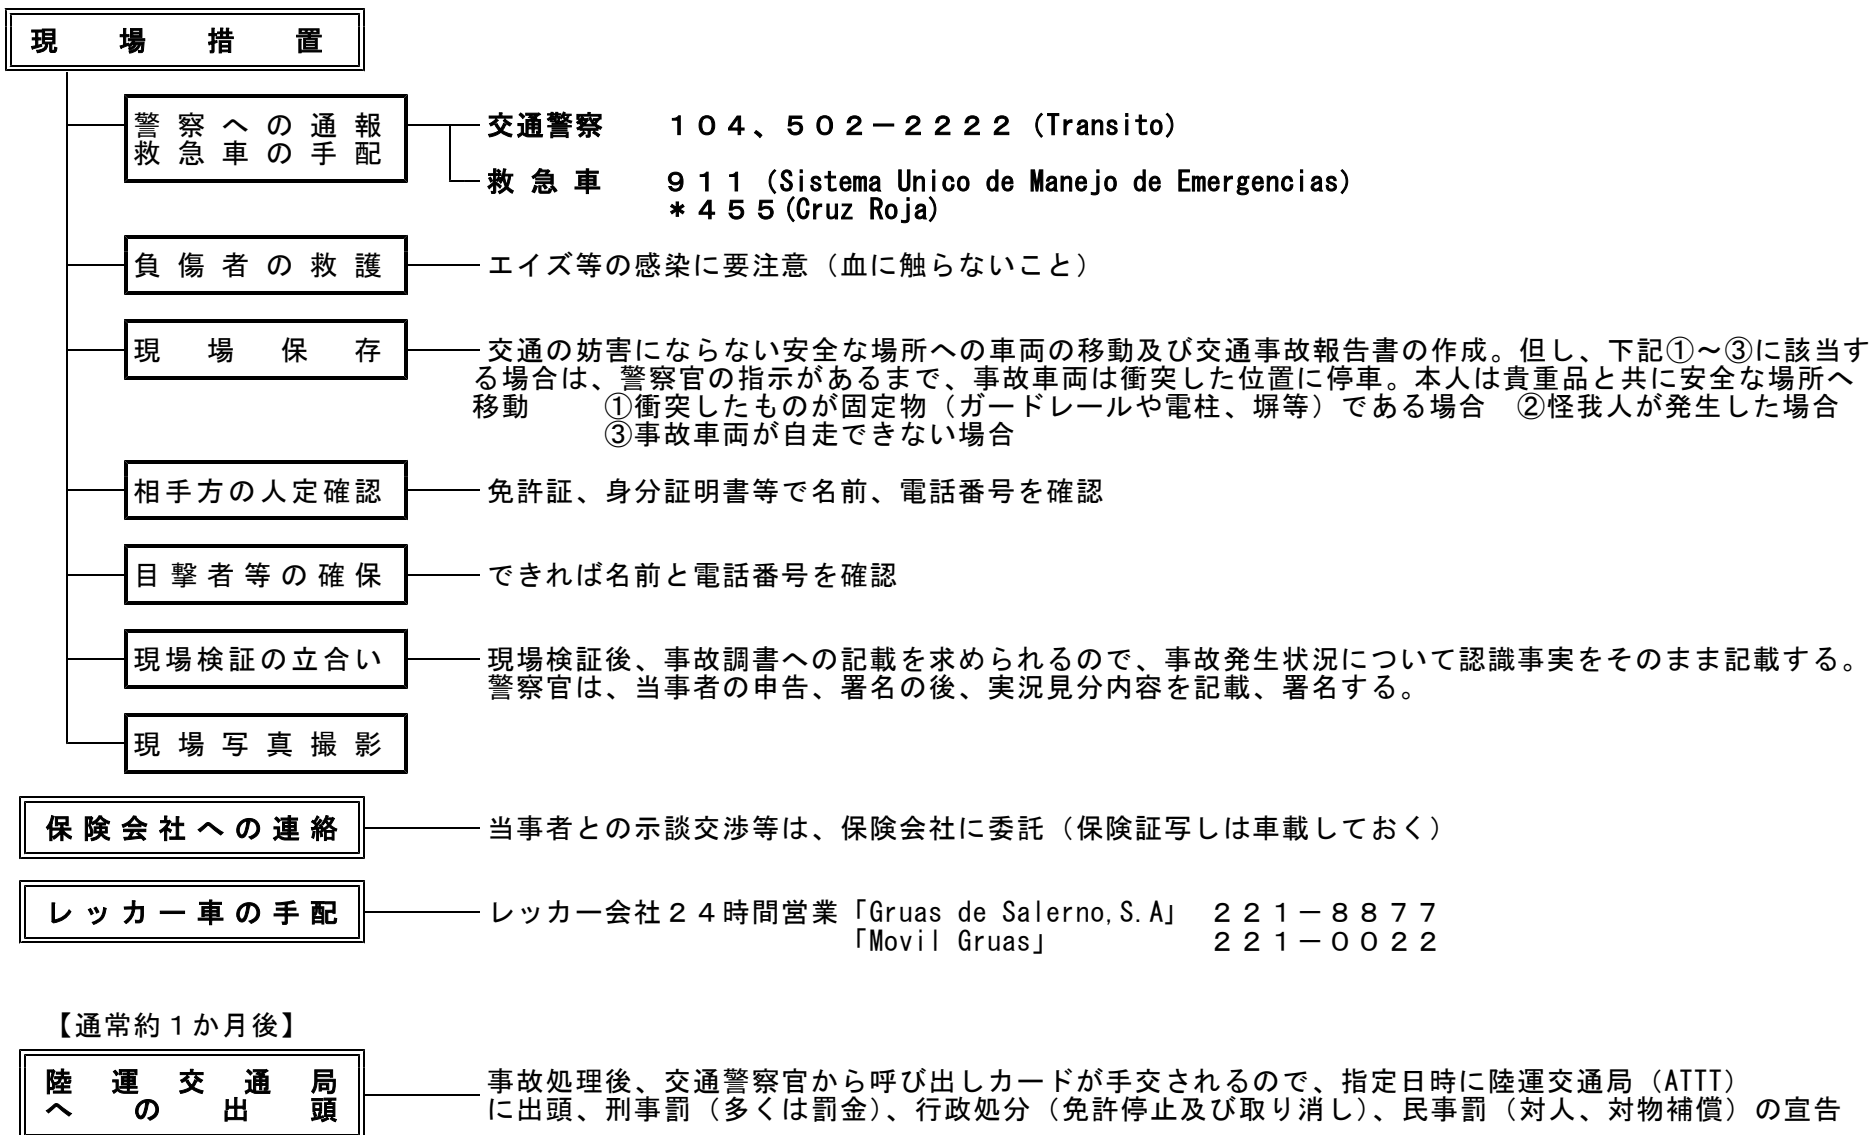 現場措置
警察への通報
救急車の手配
交通警察　　１０４、５０２－２２２２ (Transito)
救急車　　９１１ (Sistema Unico de Manejo de Emergencias)
＊４５５(Cruz Roja)
負傷者の救護
エイズ等の感染に要注意（血に触らないこと）
現場保存
交通の妨害にならない安全な場所への車両の移動及び交通事故報告書の作成。但し、下記①～③に該当す
る場合は、警察官の指示があるまで、事故車両は衝突した位置に停車。本人は貴重品と共に安全な場所へ
移動　　①衝突したものが固定物（ガードレールや電柱、塀等）である場合　②怪我人が発生した場合
③事故車両が自走できない場合
相手方の人定確認
免許証、身分証明書等で名前、電話番号を確認
目撃者等の確保
できれば名前と電話番号を確認
現場検証の立合い
現場検証後、事故調書への記載を求められるので、事故発生状況について認識事実をそのまま記載する。
警察官は、当事者の申告、署名の後、実況見分内容を記載、署名する。
現場写真撮影
保険会社への連絡
当事者との示談交渉等は、保険会社に委託（保険証写しは車載しておく）
レッカー車の手配
レッカー会社２４時間営業「Gruas de Salerno,S.A」　２２１－８８７７
「Movil Gruas」　２２１－００２２
【通常約１か月後】
陸運交通局
への出頭
事故処理後、交通警察官から呼び出しカードが手交されるので、指定日時に陸運交通局（ATTT）
に出頭、刑事罰（多くは罰金）、行政処分（免許停止及び取り消し）、民事罰（対人、対物補償）の宣告